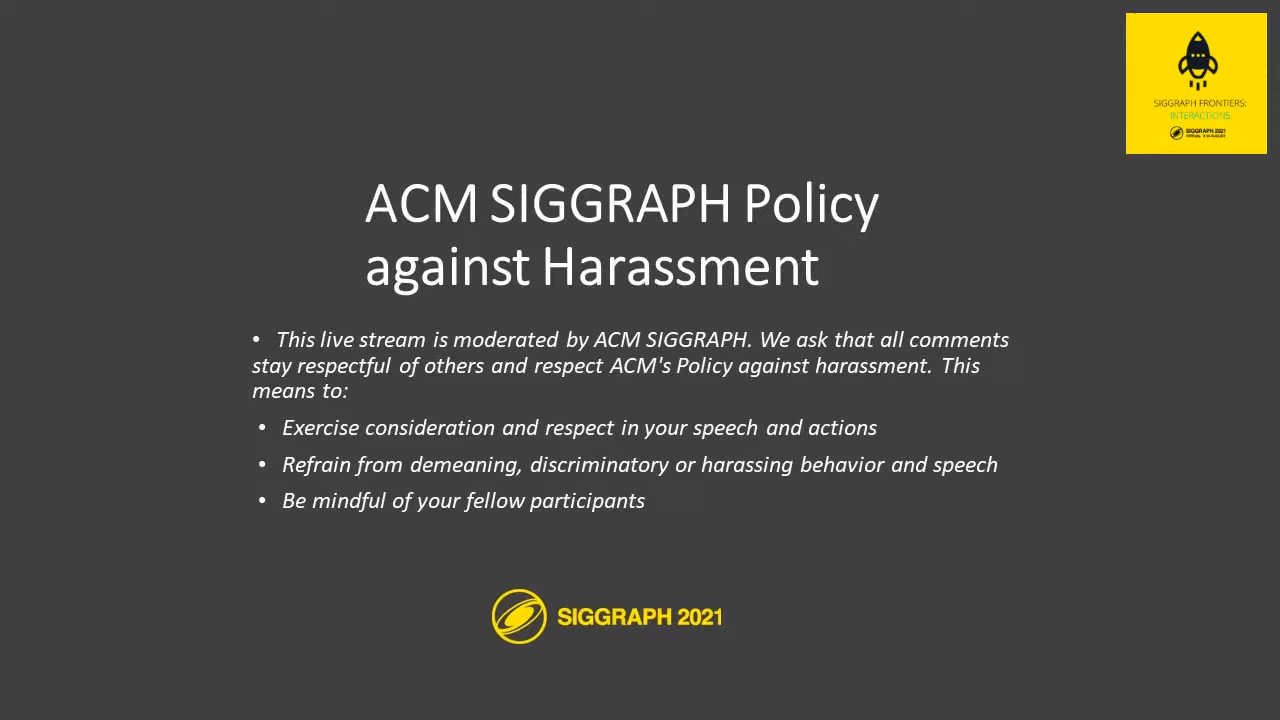 SIGGRAPH FRONTIERS:
INTERACTIONS
SIGGRAPH 2021
ACM SIGGRAPH Policy
against Harassment
• This live stream is moderated by ACM SIGGRAPH. We ask that all comments
stay respectful of others and respect ACM's Policy against harassment. This
means to:
• Exercise consideration and respect in your speech and actions
• Refrain from demeaning, discriminatory or harassing behavior and speech
• Be mindful of your fellow participants
SIGGRAPH 2021